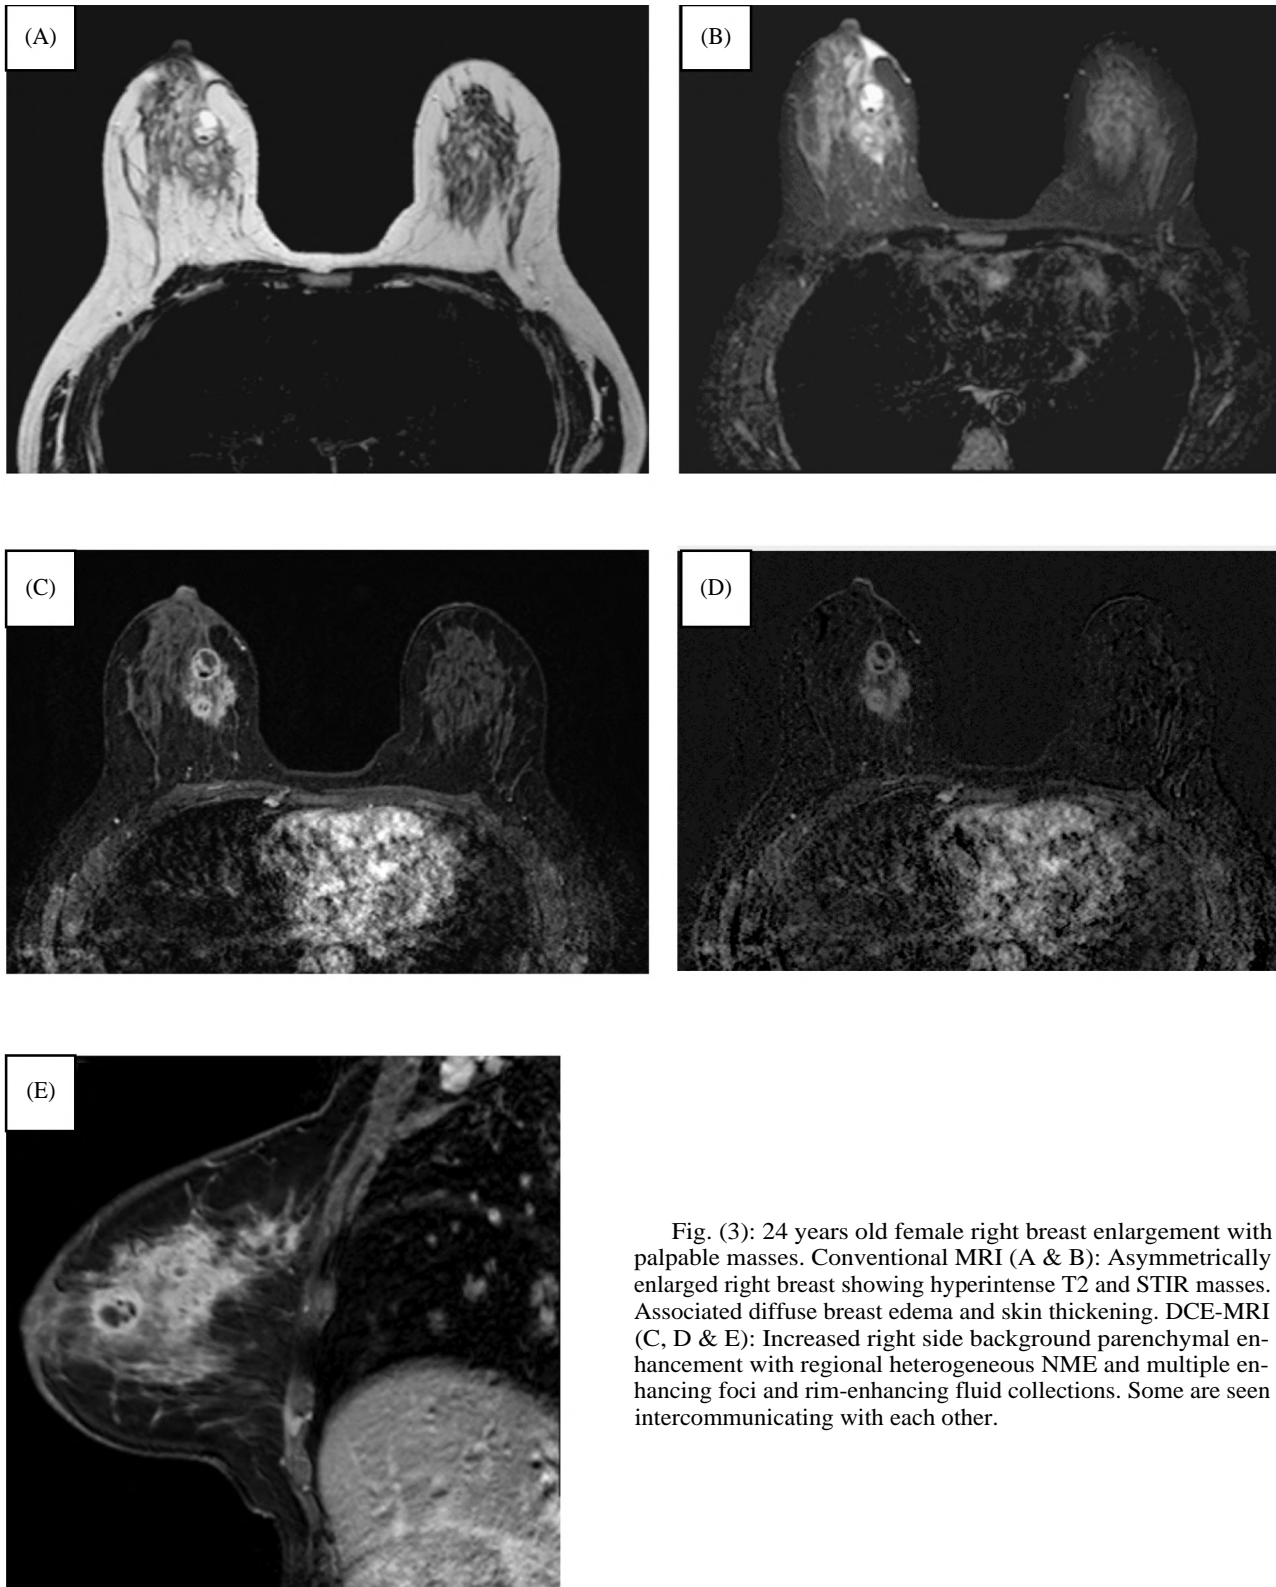 (A)
(B)
(C)
(D)
(E)
Fig. (3): 24 years old female right breast enlargement with
palpable masses. Conventional MRI (A & B): Asymmetrically
enlarged right breast showing hyperintense T2 and STIR masses.
Associated diffuse breast edema and skin thickening. DCE-MRI
(C, D & E): Increased right side background parenchymal en-
hancement with regional heterogeneous NME and multiple en-
hancing foci and rim-enhancing fluid collections. Some are seen
intercommunicating with each other.